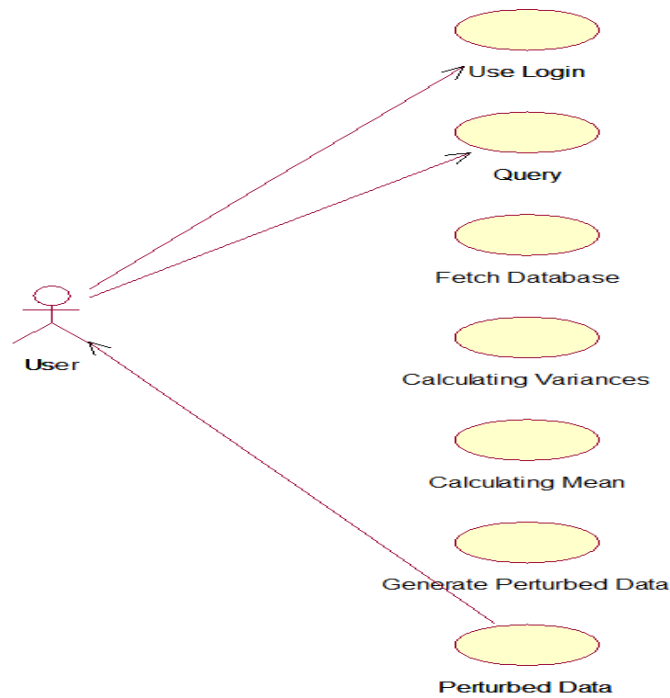 Use Login
Query
Fetch Database
User
Calculating Variances
Calculating Mean
Generate Perturbed Data
Perturbed Data